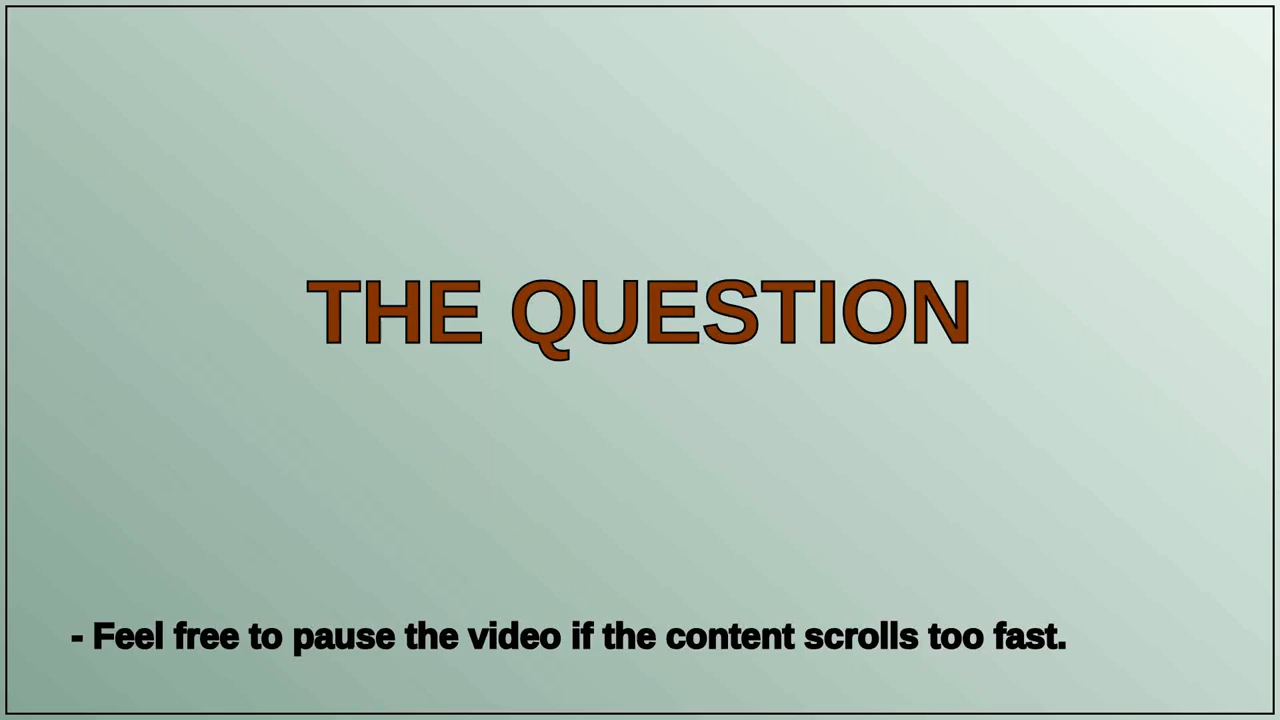 THE QUESTION
- Feel free to pause the video if the content scrolls too fast.